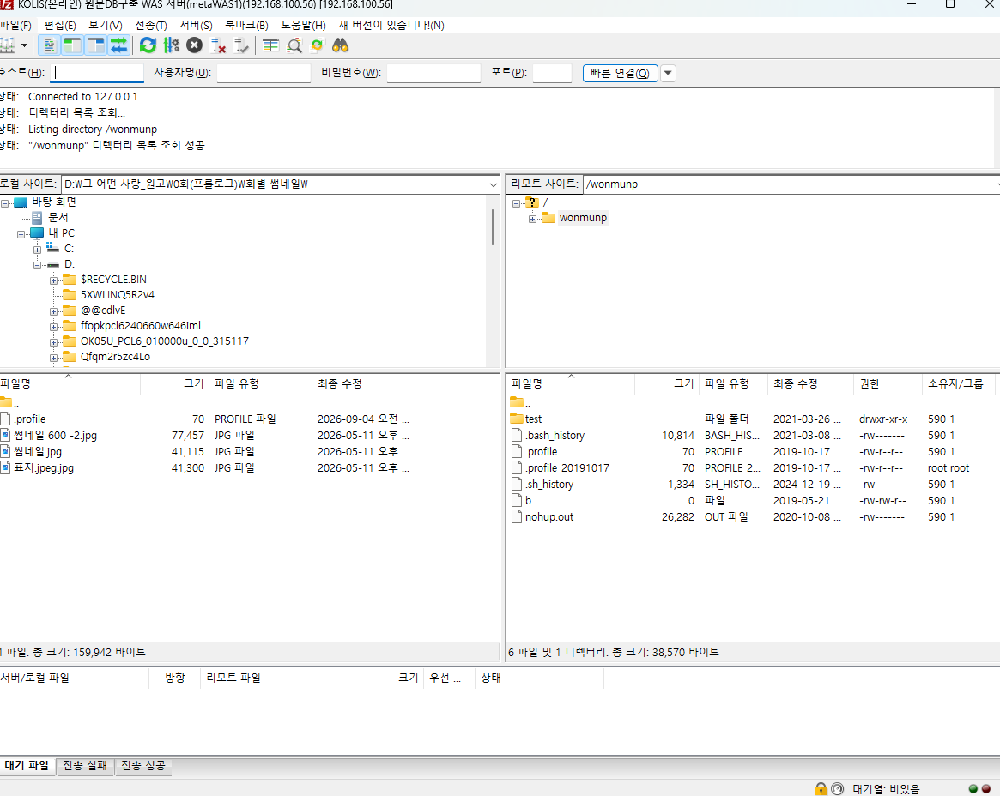 KOLIS(온라인) 원문DB구축 WAS 서버(metaWAS1)(192.168.100.56) [192.168.100.56]
파일(F) 편집(E) 보기(V) 전송(T) 서버(S) 북마크(B) 도움말(H) 새 버전이 있습니다!(N)
호스트(H): 사용자명(U): 비밀번호(W): 포트(P): 빠른 연결(Q)
상태: Connected to 127.0.0.1
상태: 디렉터리 목록 조회...
상태: Listing directory /wonmunp
상태: "/wonmunp" 디렉터리 목록 조회 성공
로컬 사이트: D:₩그 어떤 사랑_원고₩0화(프롤로그)₩회별 썸네일₩
바탕 화면
문서
내 PC
C:
D:
$RECYCLE.BIN
5XWLINQ5R2v4
@@cdlvE
ffopkpcl6240660w646iml
OK05U_PCL6_010000u_0_0_315117
Qfqm2r5zc4Lo
리모트 사이트: /wonmunp
/
wonmunp
파일명 크기 파일 유형 최종 수정
..
.profile 70 PROFILE 파일 2026-09-04 오전 ...
썸네일 600 -2.jpg 77,457 JPG 파일 2026-05-11 오후 ...
썸네일.jpg 41,115 JPG 파일 2026-05-11 오후 ...
표지.jpeg.jpg 41,300 JPG 파일 2026-05-11 오후 ...
4 파일. 총 크기: 159,942 바이트
파일명 크기 파일 유형 최종 수정 권한 소유자/그룹
..
test 파일 폴더 2021-03-26 ... drwxr-xr-x 590 1
.bash_history 10,814 BASH_HIS... 2021-03-08 ... -rw------- 590 1
.profile 70 PROFILE ... 2019-10-17 ... -rw-r--r-- 590 1
.profile_20191017 70 PROFILE_2... 2019-10-17 ... -rw-r--r-- root root
.sh_history 1,334 SH_HISTO... 2024-12-19 ... -rw------- 590 1
b 0 파일 2019-05-21 ... -rw-rw-r-- 590 1
nohup.out 26,282 OUT 파일 2020-10-08 ... -rw------- 590 1
6 파일 및 1 디렉터리. 총 크기: 38,570 바이트
서버/로컬 파일 방향 리모트 파일 크기 우선 ... 상태
대기 파일 전송 실패 전송 성공
대기열: 비었음